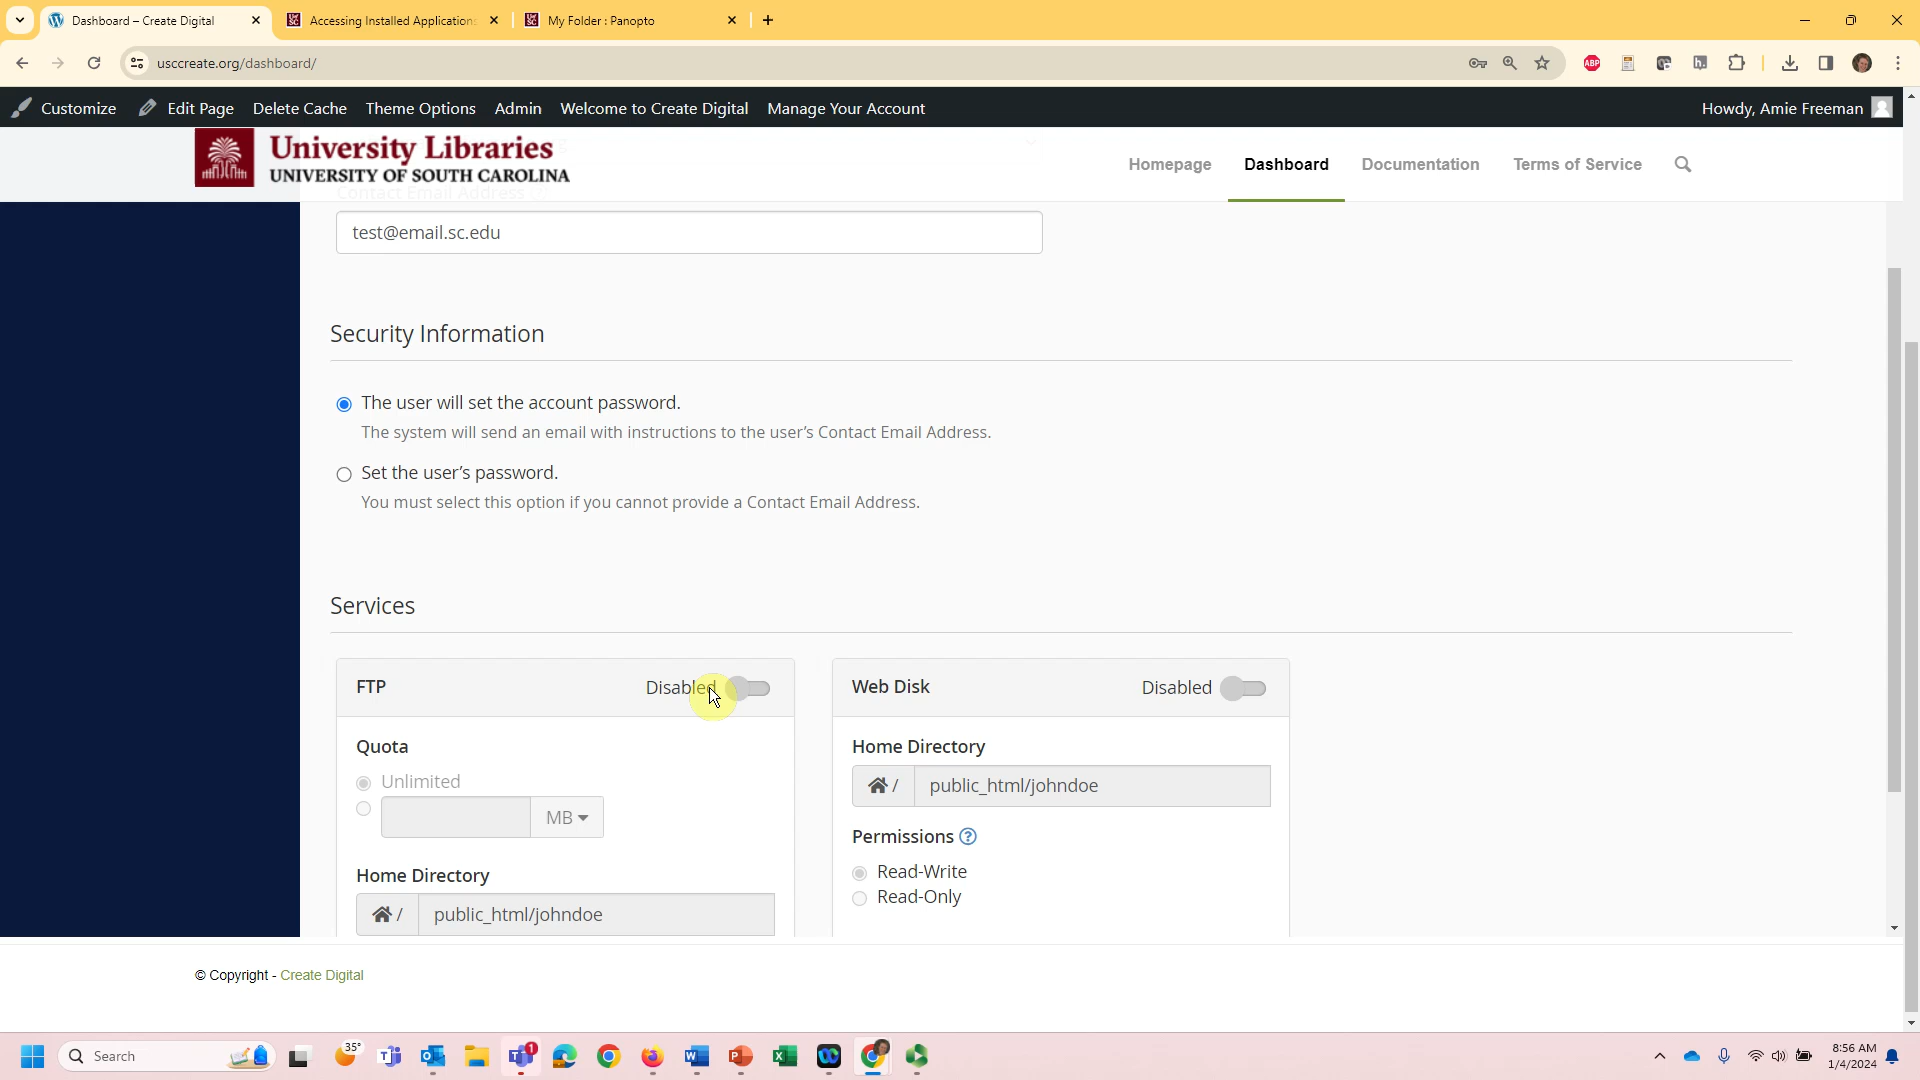 Dashboard – Create Digital
Accessing Installed Applications
My Folder : Panopto
usccreate.org/dashboard/
ABP
h.
Customize Edit Page Delete Cache Theme Options Admin Welcome to Create Digital Manage Your Account Howdy, Amie Freeman
University Libraries
UNIVERSITY OF SOUTH CAROLINA
Homepage Dashboard Documentation Terms of Service
Contact Email Address
test@email.sc.edu
Security Information
The user will set the account password.
The system will send an email with instructions to the user's Contact Email Address.
Set the user's password.
You must select this option if you cannot provide a Contact Email Address.
Services
FTP Disabled
Web Disk Disabled
Quota
Unlimited
MB
Home Directory
/ public_html/johndoe
Home Directory
/ public_html/johndoe
Permissions
Read-Write
Read-Only
© Copyright - Create Digital
Search
35°
1
8:56 AM
1/4/2024